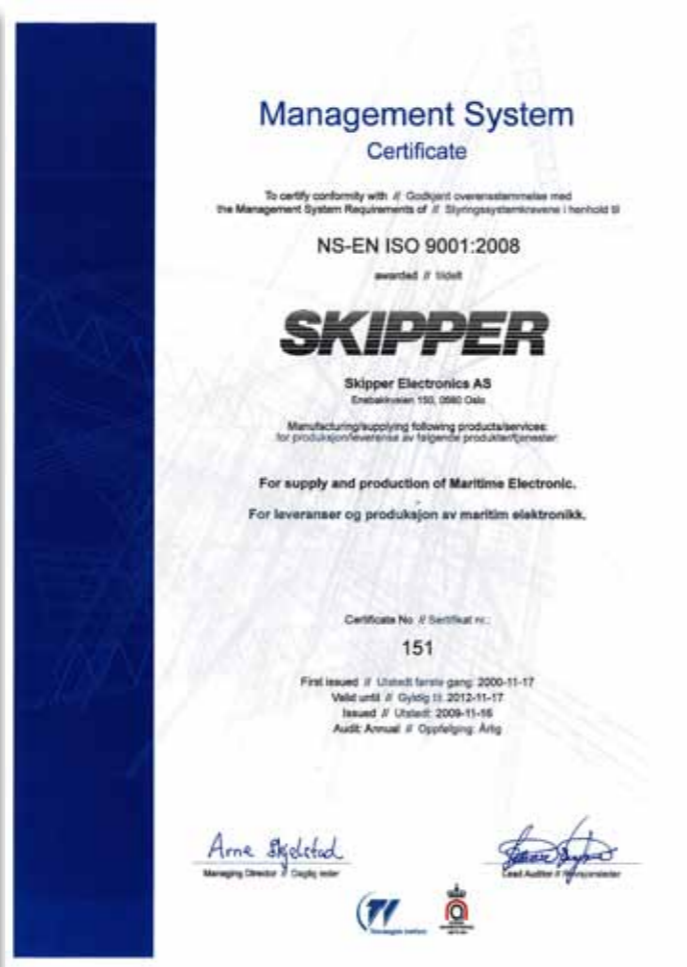 Management System
Certificate
To certify conformity with // Godkjent overensstemmelse med
the Management System Requirements of // Styringssystemkravene i henhold til
NS-EN ISO 9001:2008
awarded // tildelt
SKIPPER
Skipper Electronics AS
Enebakkveien 150, 0680 Oslo
Manufacturing/supplying following products/services:
for produksjon/leveranse av følgende produkter/tjenester:
For supply and production of Maritime Electronic.
-
For leveranser og produksjon av maritim elektronikk.
Certificate No // Sertifikat nr.:
151
First issued // Utstedt første gang: 2000-11-17
Valid until // Gyldig til: 2012-11-17
Issued // Utstedt: 2009-11-16
Audit: Annual // Oppfølging: Årlig
Arne Skjelstad
Managing Director // Daglig leder
Lead Auditor // Revisjonsleder